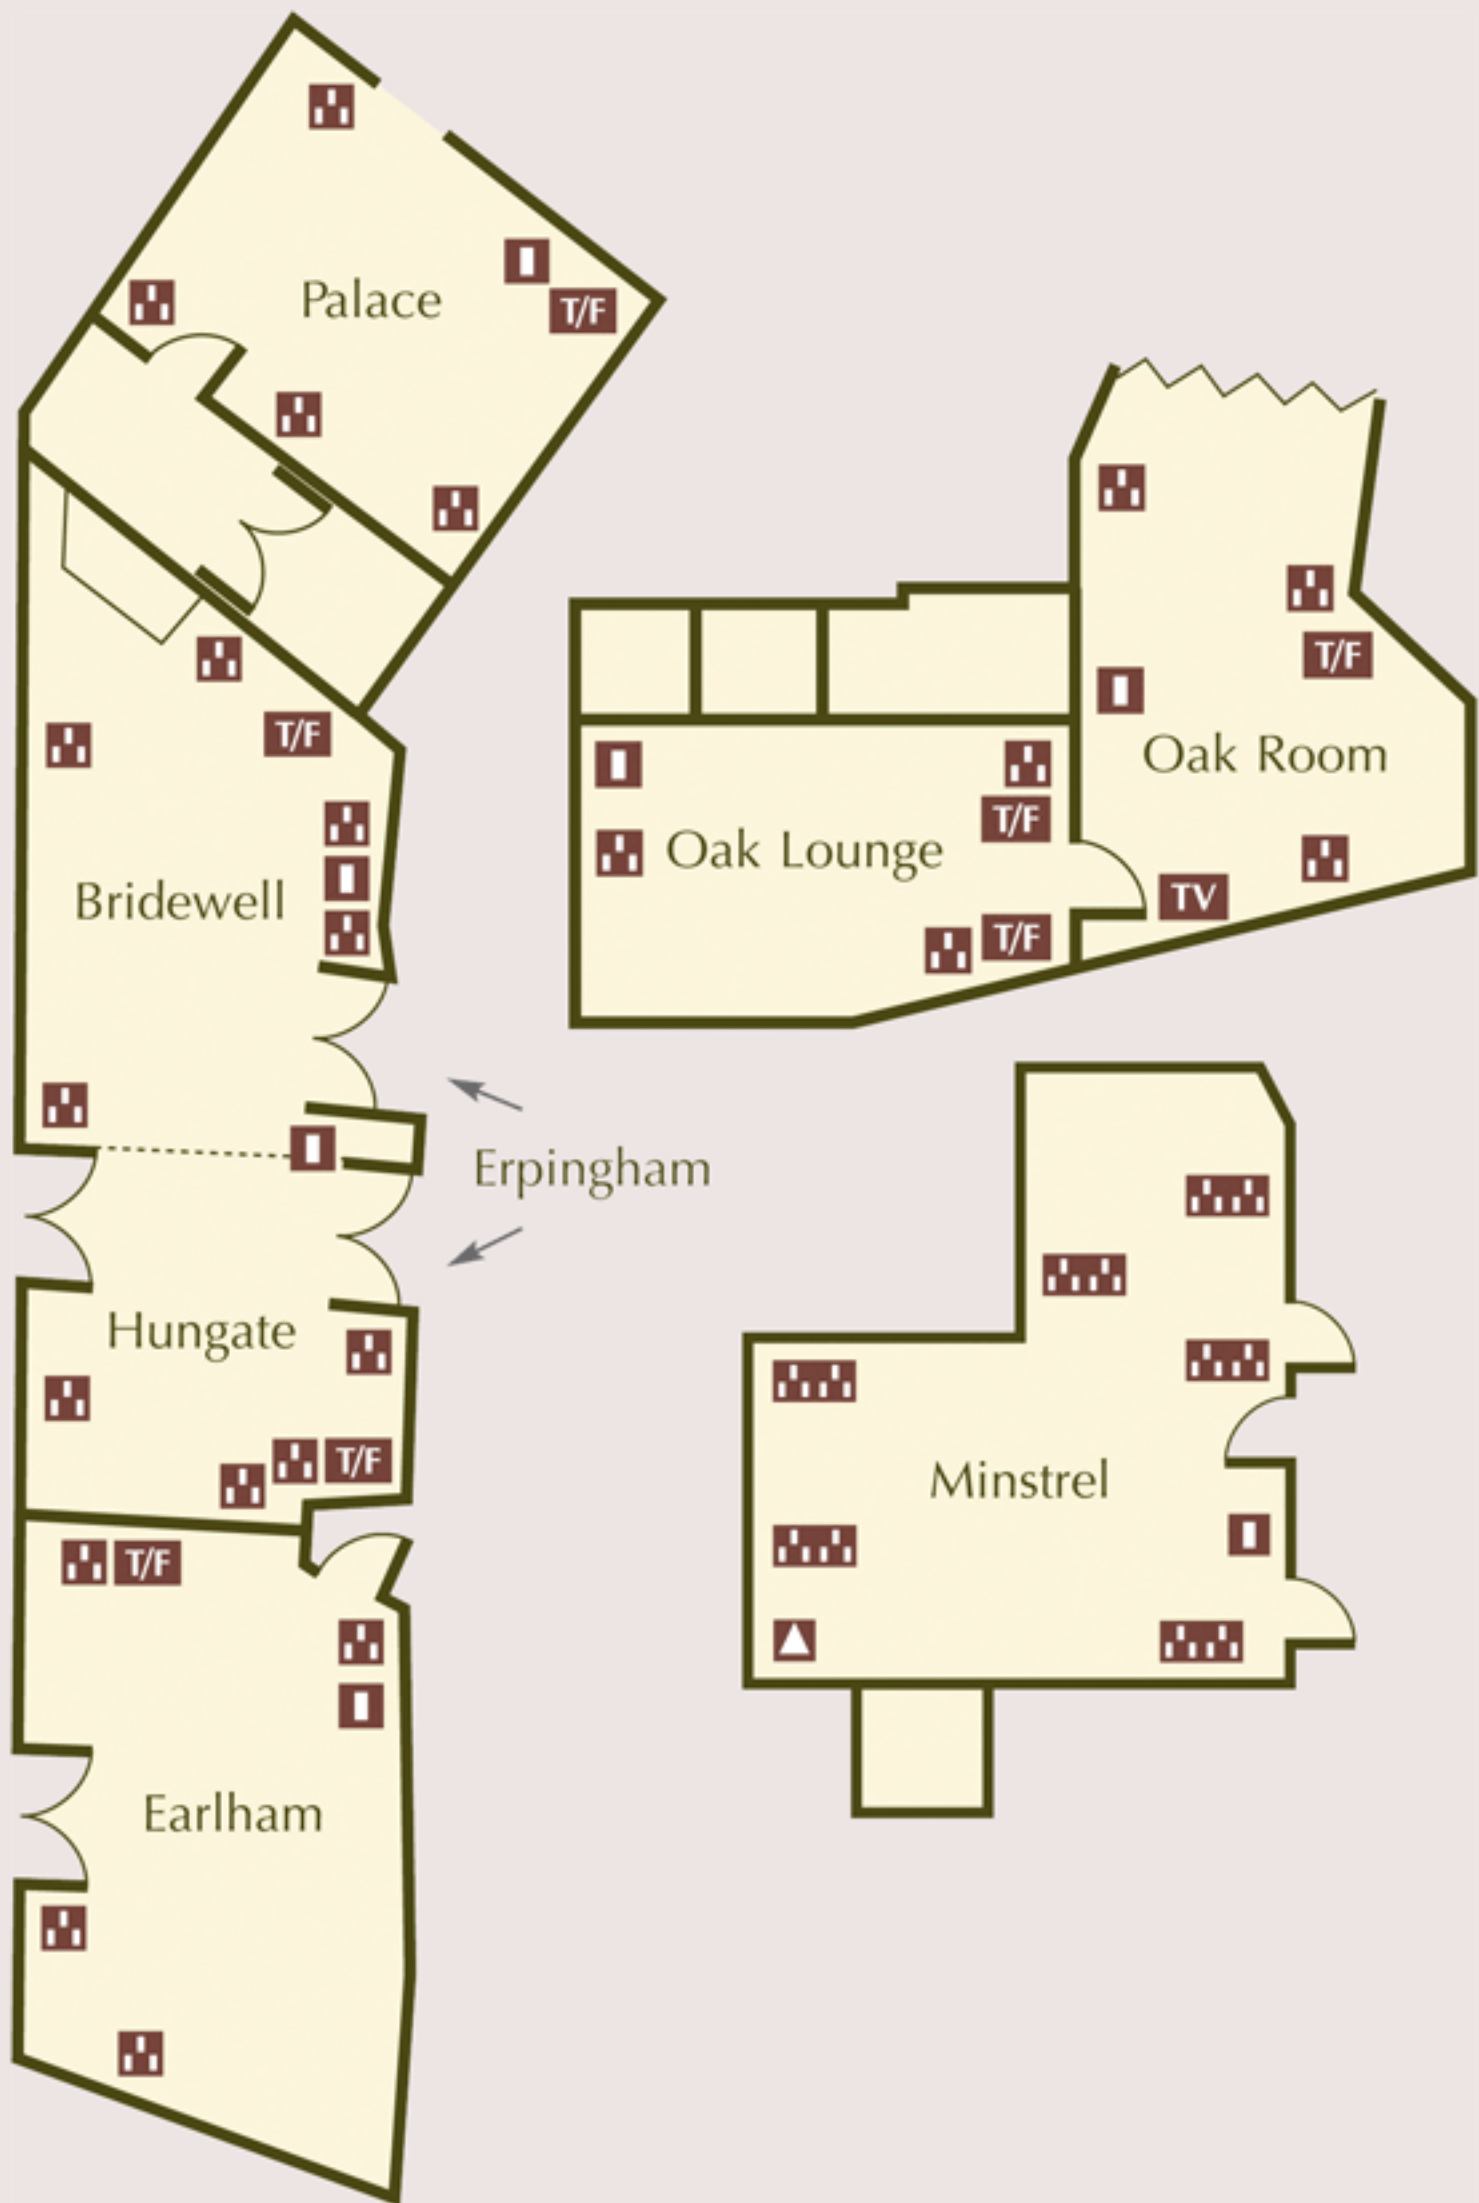 Palace
T/F
T/F
Bridewell
T/F
Oak Room
T/F
Oak Lounge
TV
T/F
Erpingham
Hungate
T/F
Minstrel
T/F
Earlham